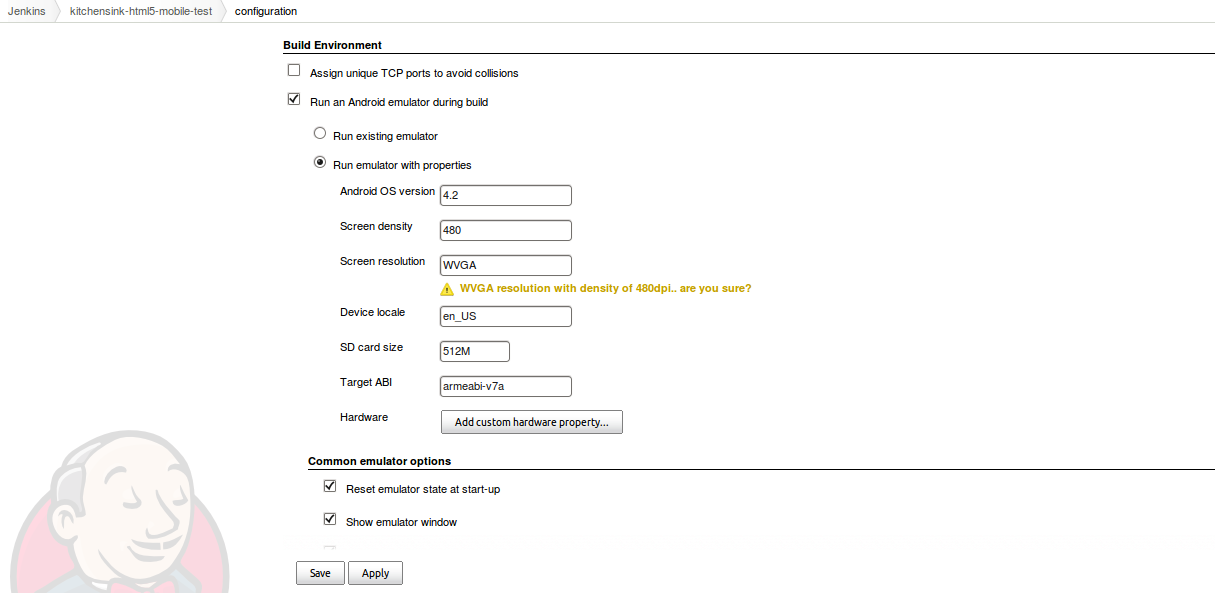 Jenkins kitchensink-html5-mobile-test configuration
Build Environment
Assign unique TCP ports to avoid collisions
Run an Android emulator during build
Run existing emulator
Run emulator with properties
Android OS version 4.2
Screen density 480
Screen resolution WVGA
WVGA resolution with density of 480dpi.. are you sure?
Device locale en_US
SD card size 512M
Target ABI armeabi-v7a
Hardware Add custom hardware property...
Common emulator options
Reset emulator state at start-up
Show emulator window
Save Apply